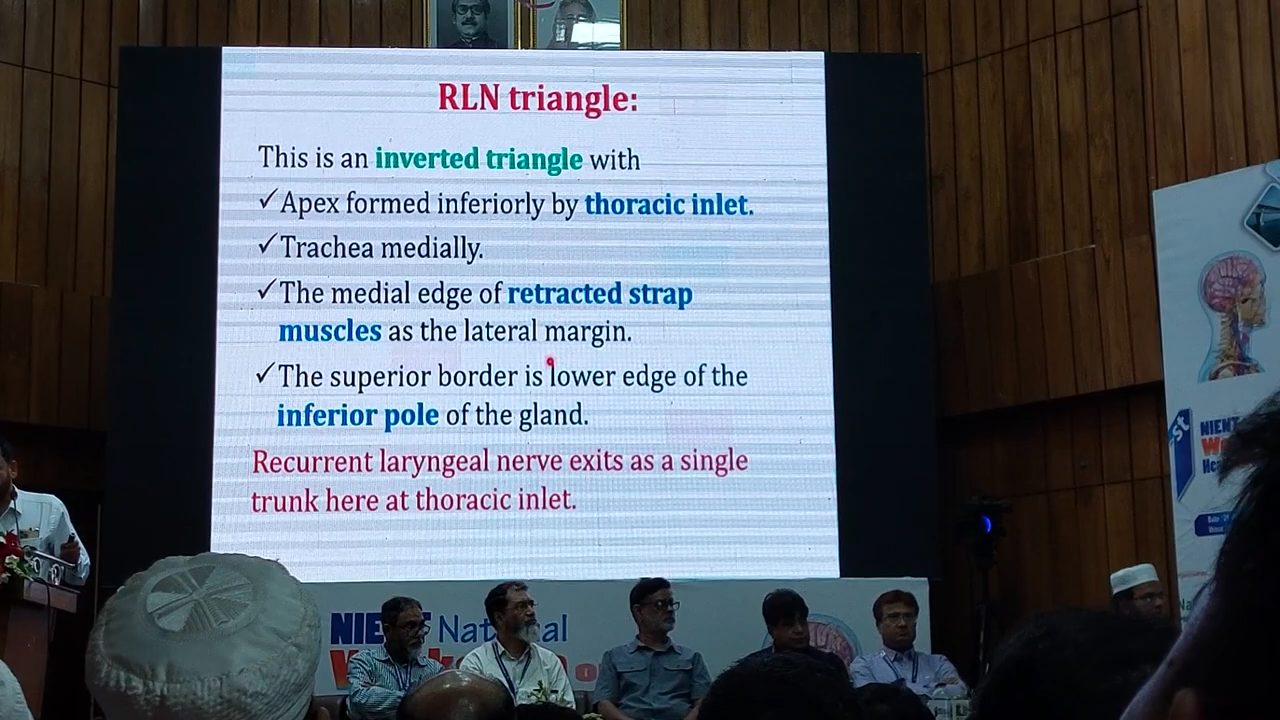 RLN triangle:
This is an inverted triangle with
✓Apex formed inferiorly by thoracic inlet.
✓Trachea medially.
✓The medial edge of retracted strap
muscles as the lateral margin.
✓The superior border is lower edge of the
inferior pole of the gland.
Recurrent laryngeal nerve exits as a single
trunk here at thoracic inlet.